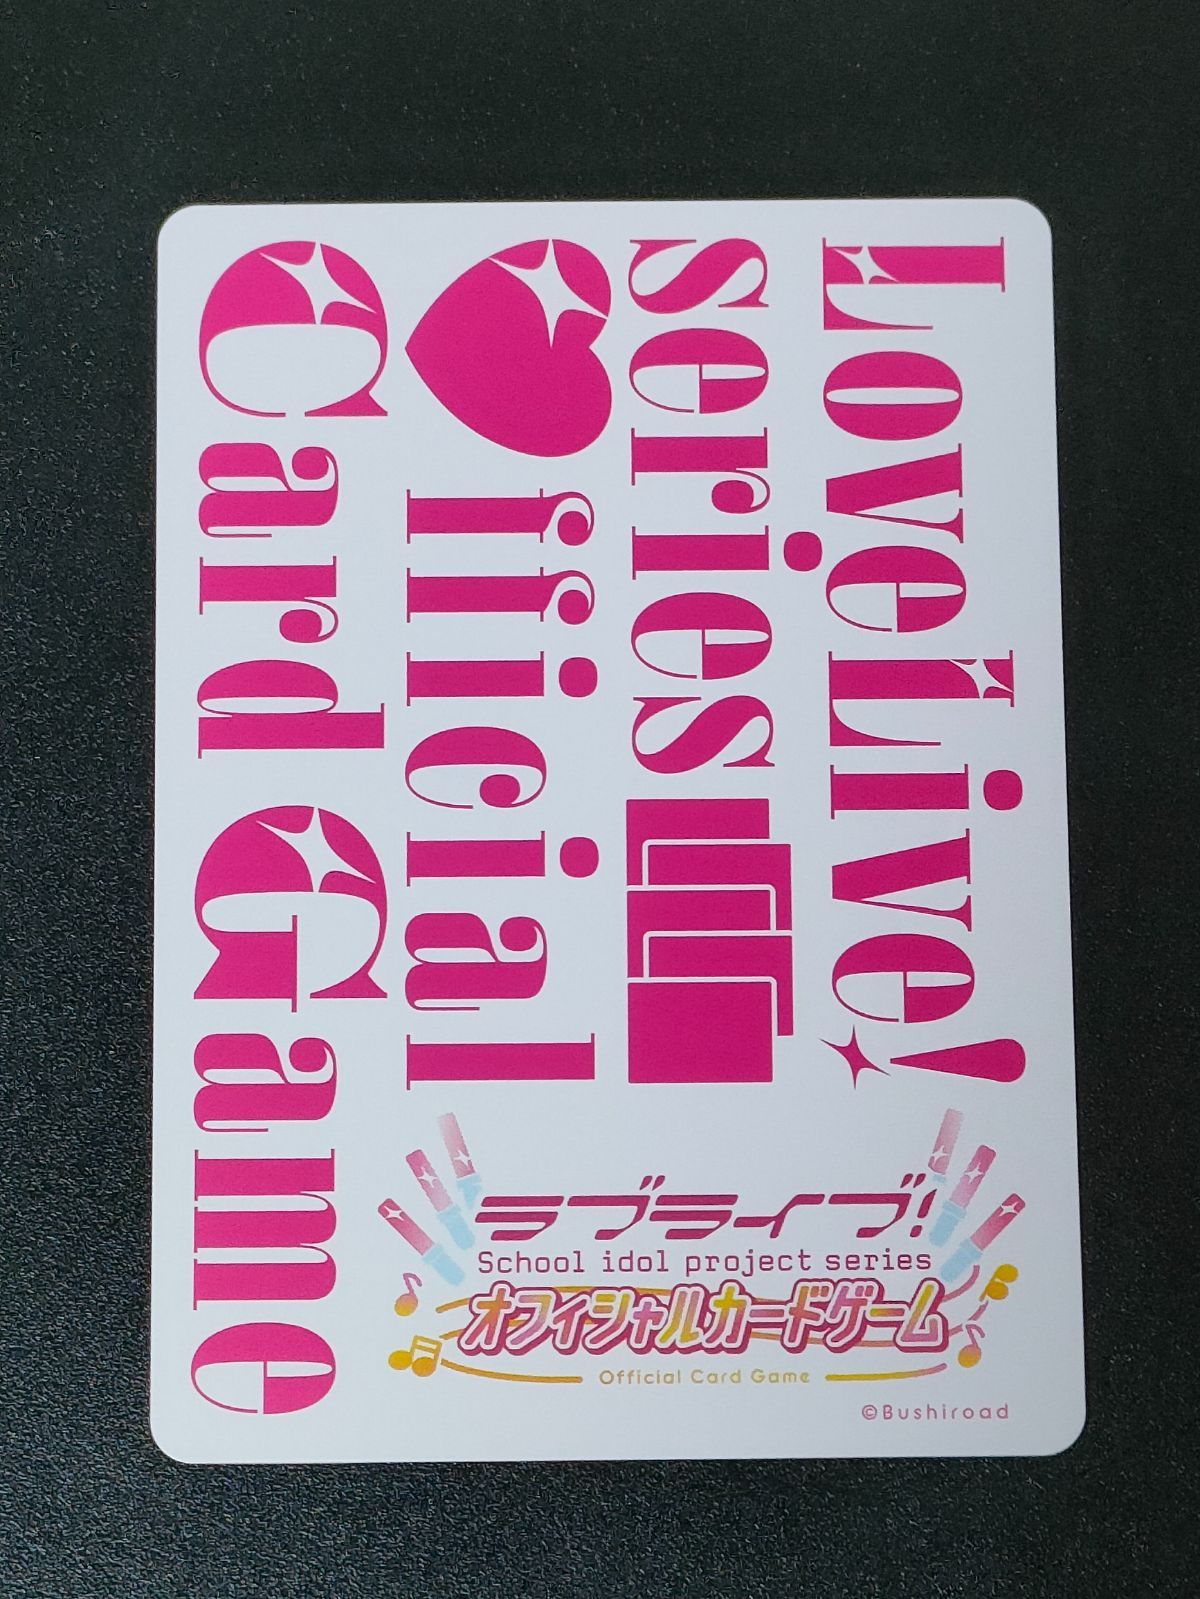 LoveLive!
series
official
Card Game
ラブライブ!
School idol project series
オフィシャルカードゲーム
Official Card Game
©Bushiroad